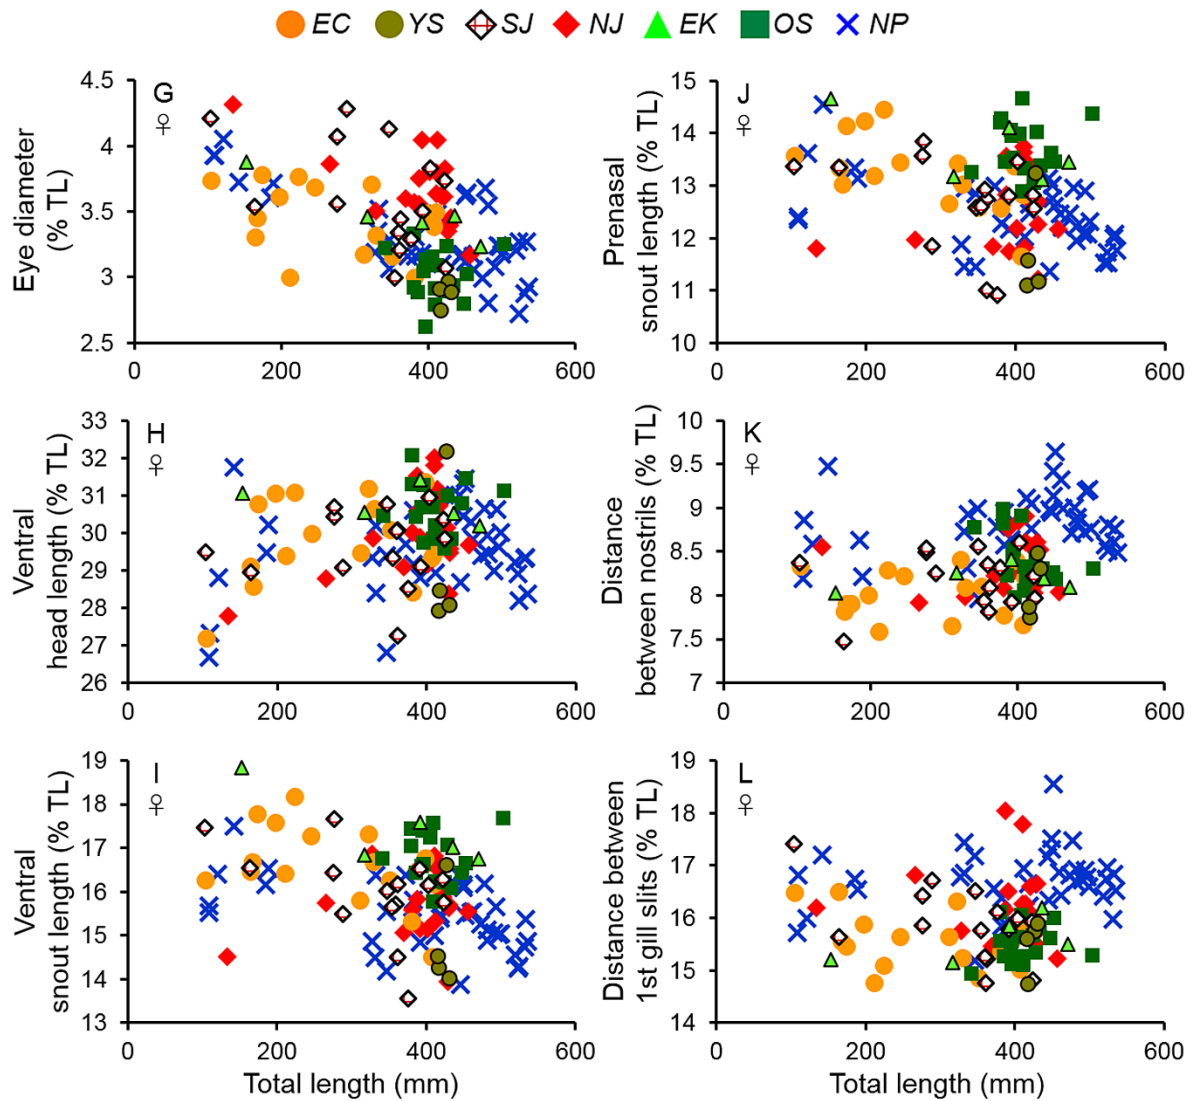 EC YS SJ NJ EK OS NP
G
♀
Eye diameter
(% TL)
4.5
4
3.5
3
2.5
0 200 400 600
J
♀
Prenasal
snout length (% TL)
15
14
13
12
11
10
0 200 400 600
H
♀
Ventral
head length (% TL)
33
32
31
30
29
28
27
26
0 200 400 600
K
♀
Distance
between nostrils (% TL)
10
9.5
9
8.5
8
7.5
7
0 200 400 600
I
♀
Ventral
snout length (% TL)
19
18
17
16
15
14
13
0 200 400 600
Total length (mm)
L
♀
Distance between
1st gill slits (% TL)
19
18
17
16
15
14
0 200 400 600
Total length (mm)